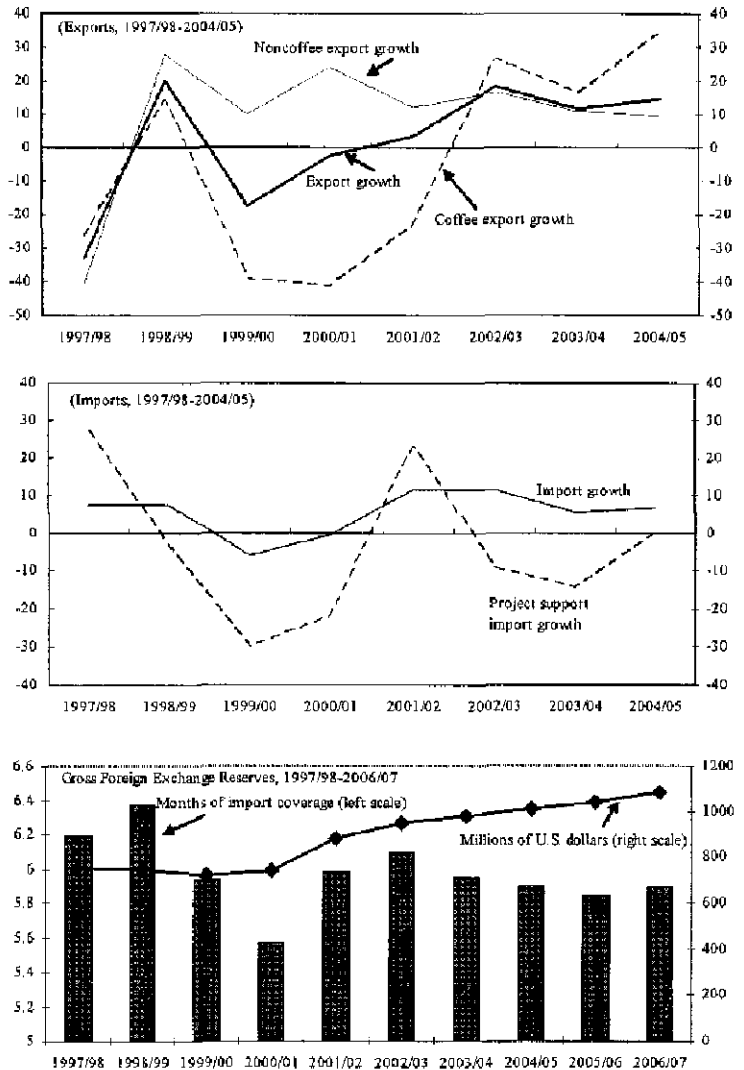 (Exports, 1997/98-2004/05)
Noncoffee export growth
Export growth
Coffee export growth
40 30 20 10 0 -10 -20 -30 -40 -50
40 30 20 10 0 -10 -20 -30 -40 -50
1997/98 1998/99 1999/00 2000/01 2001/02 2002/03 2003/04 2004/05
(Imports, 1997/98-2004/05)
Import growth
Project support
import growth
40 30 20 10 0 -10 -20 -30 -40
40 30 20 10 0 -10 -20 -30 -40
1997/98 1998/99 1999/00 2000/01 2001/02 2002/03 2003/04 2004/05
Gross Foreign Exchange Reserves, 1997/98-2006/07
Months of import coverage (left scale)
Millions of U.S. dollars (right scale)
6.6 6.4 6.2 6 5.8 5.6 5.4 5.2 5
1200 1000 800 600 400 200 0
1997/98 1998/99 1999/00 2000/01 2001/02 2002/03 2003/04 2004/05 2005/06 2006/07